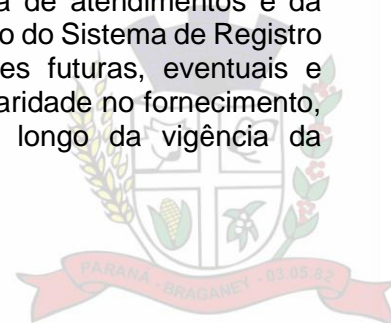 a de atendimentos e da
o do Sistema de Registro
es futuras, eventuais e
aridade no fornecimento,
longo da vigência da
PARANÁ - BRAGANEY - 03.05.82